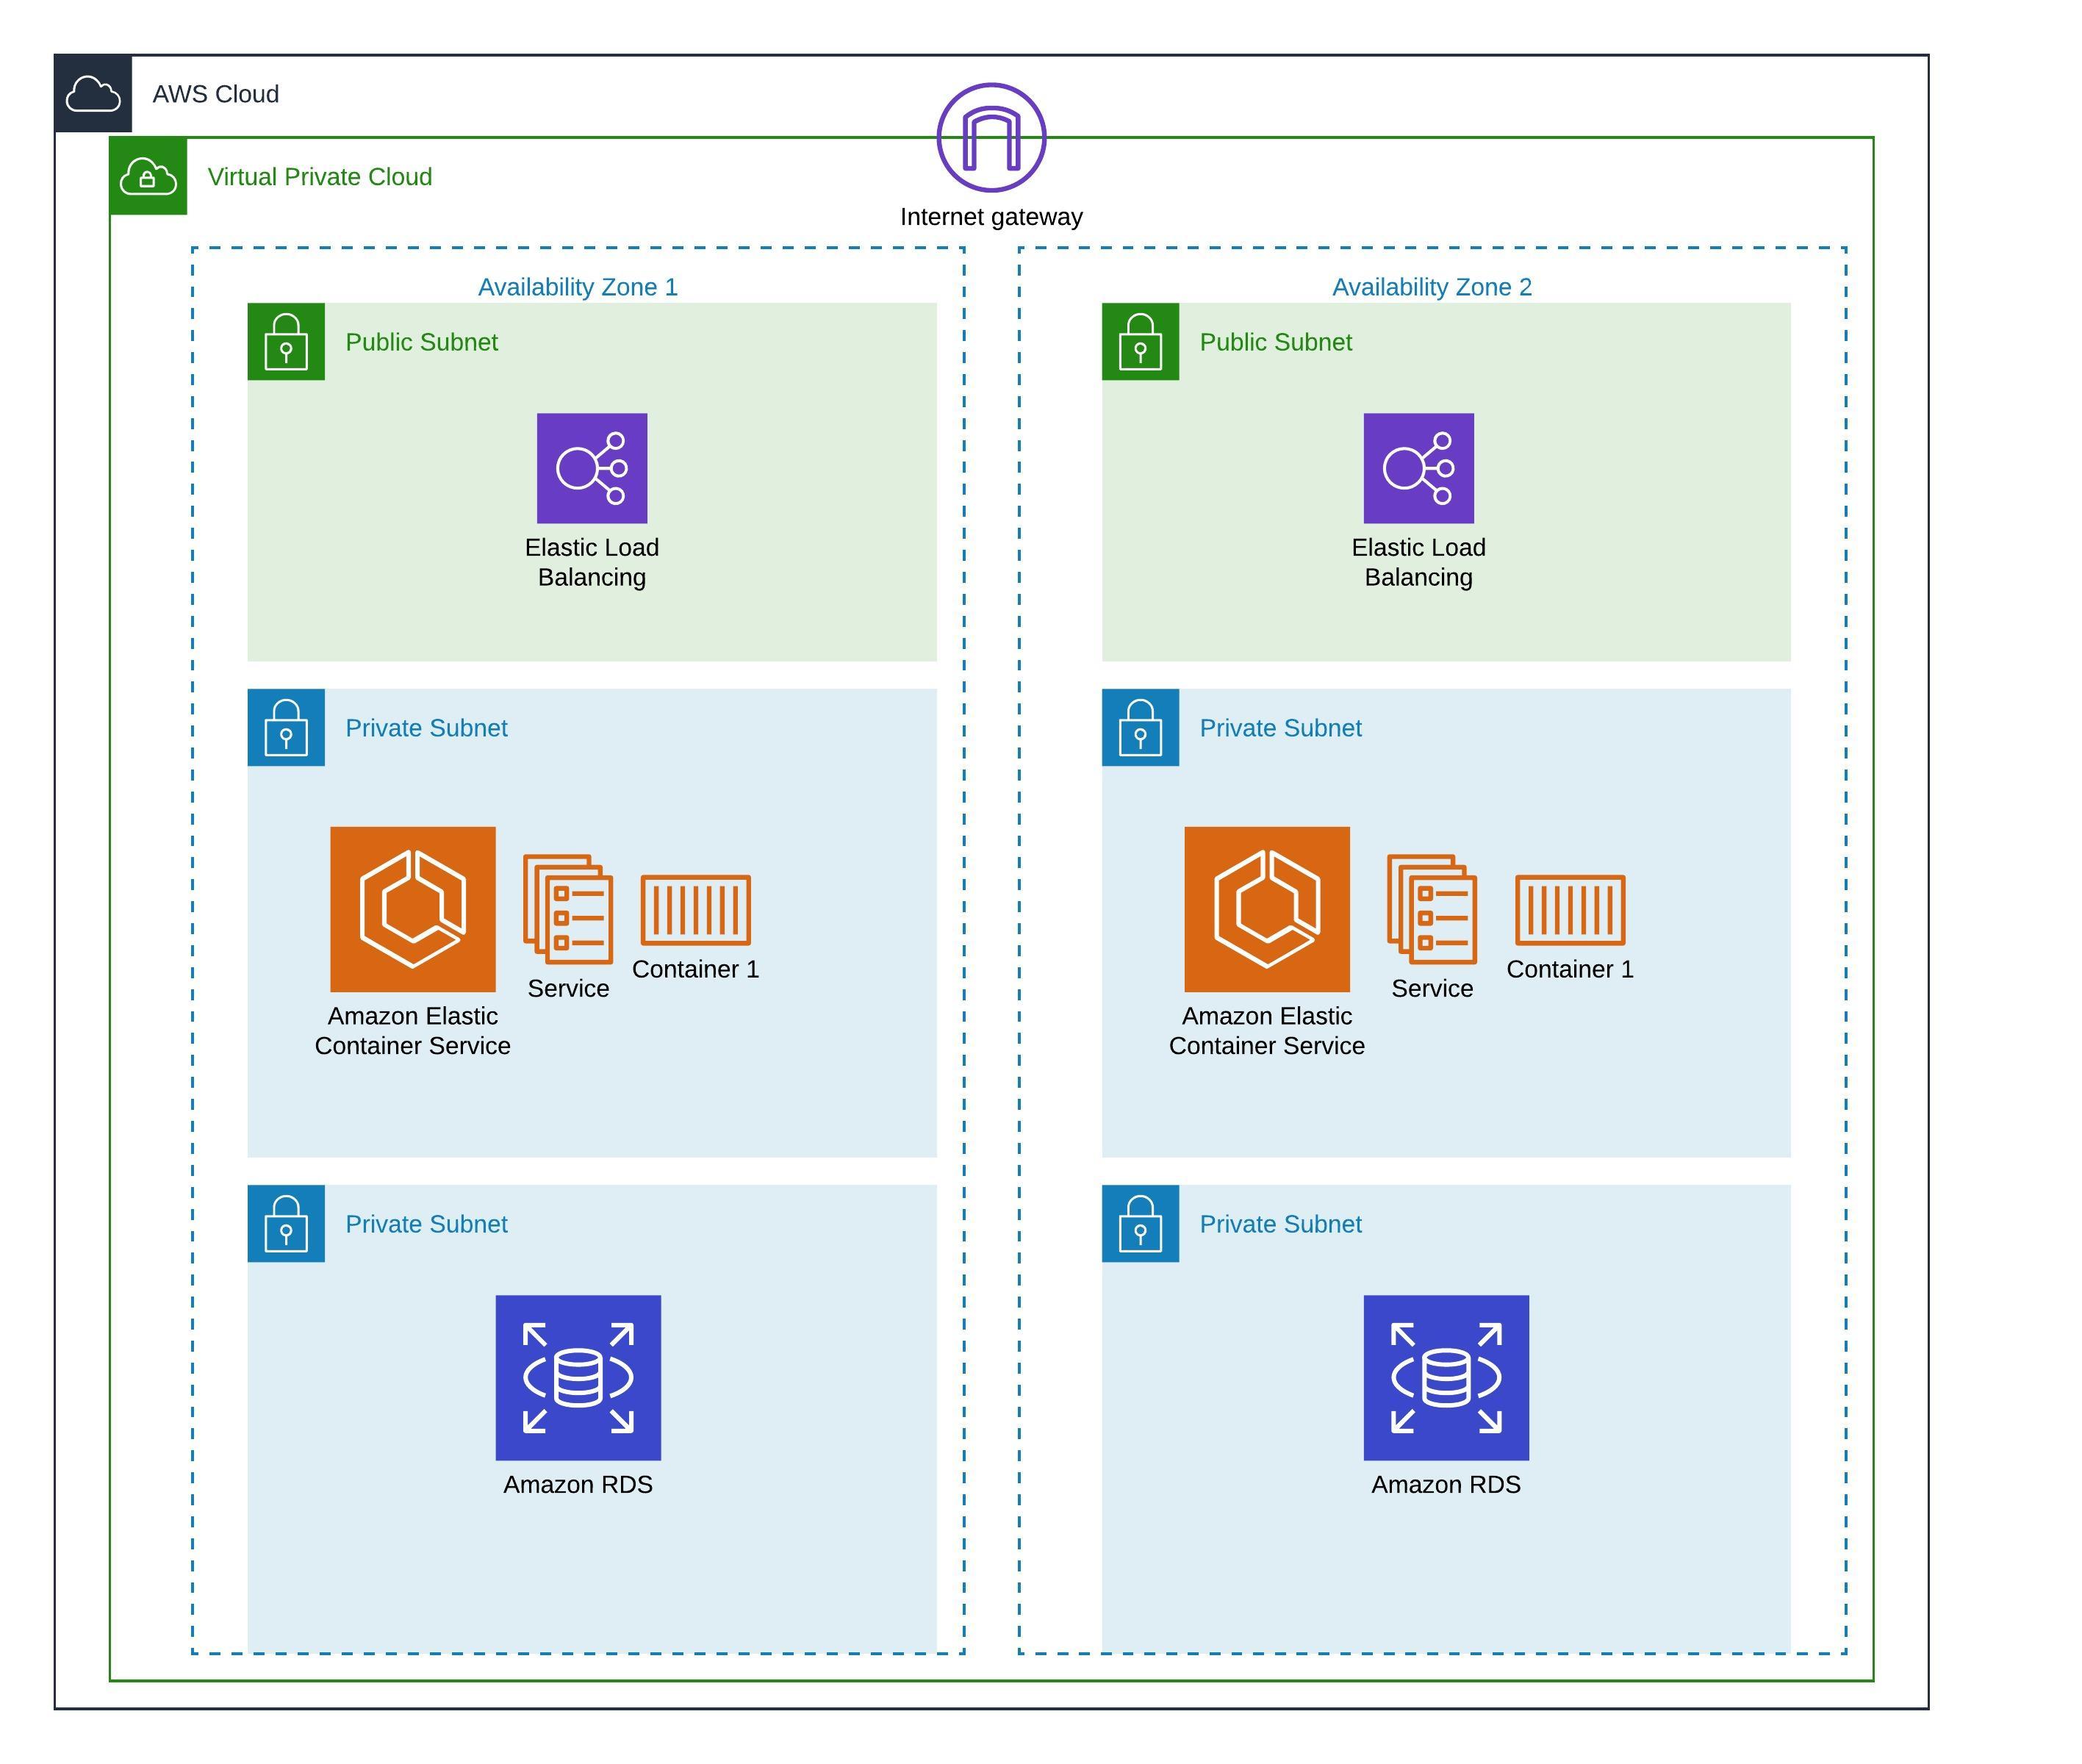 AWS Cloud
Virtual Private Cloud
Internet gateway
Availability Zone 1
Public Subnet
Elastic Load
Balancing
Private Subnet
Amazon Elastic
Container Service
Service
Container 1
Private Subnet
Amazon RDS
Availability Zone 2
Public Subnet
Elastic Load
Balancing
Private Subnet
Amazon Elastic
Container Service
Service
Container 1
Private Subnet
Amazon RDS